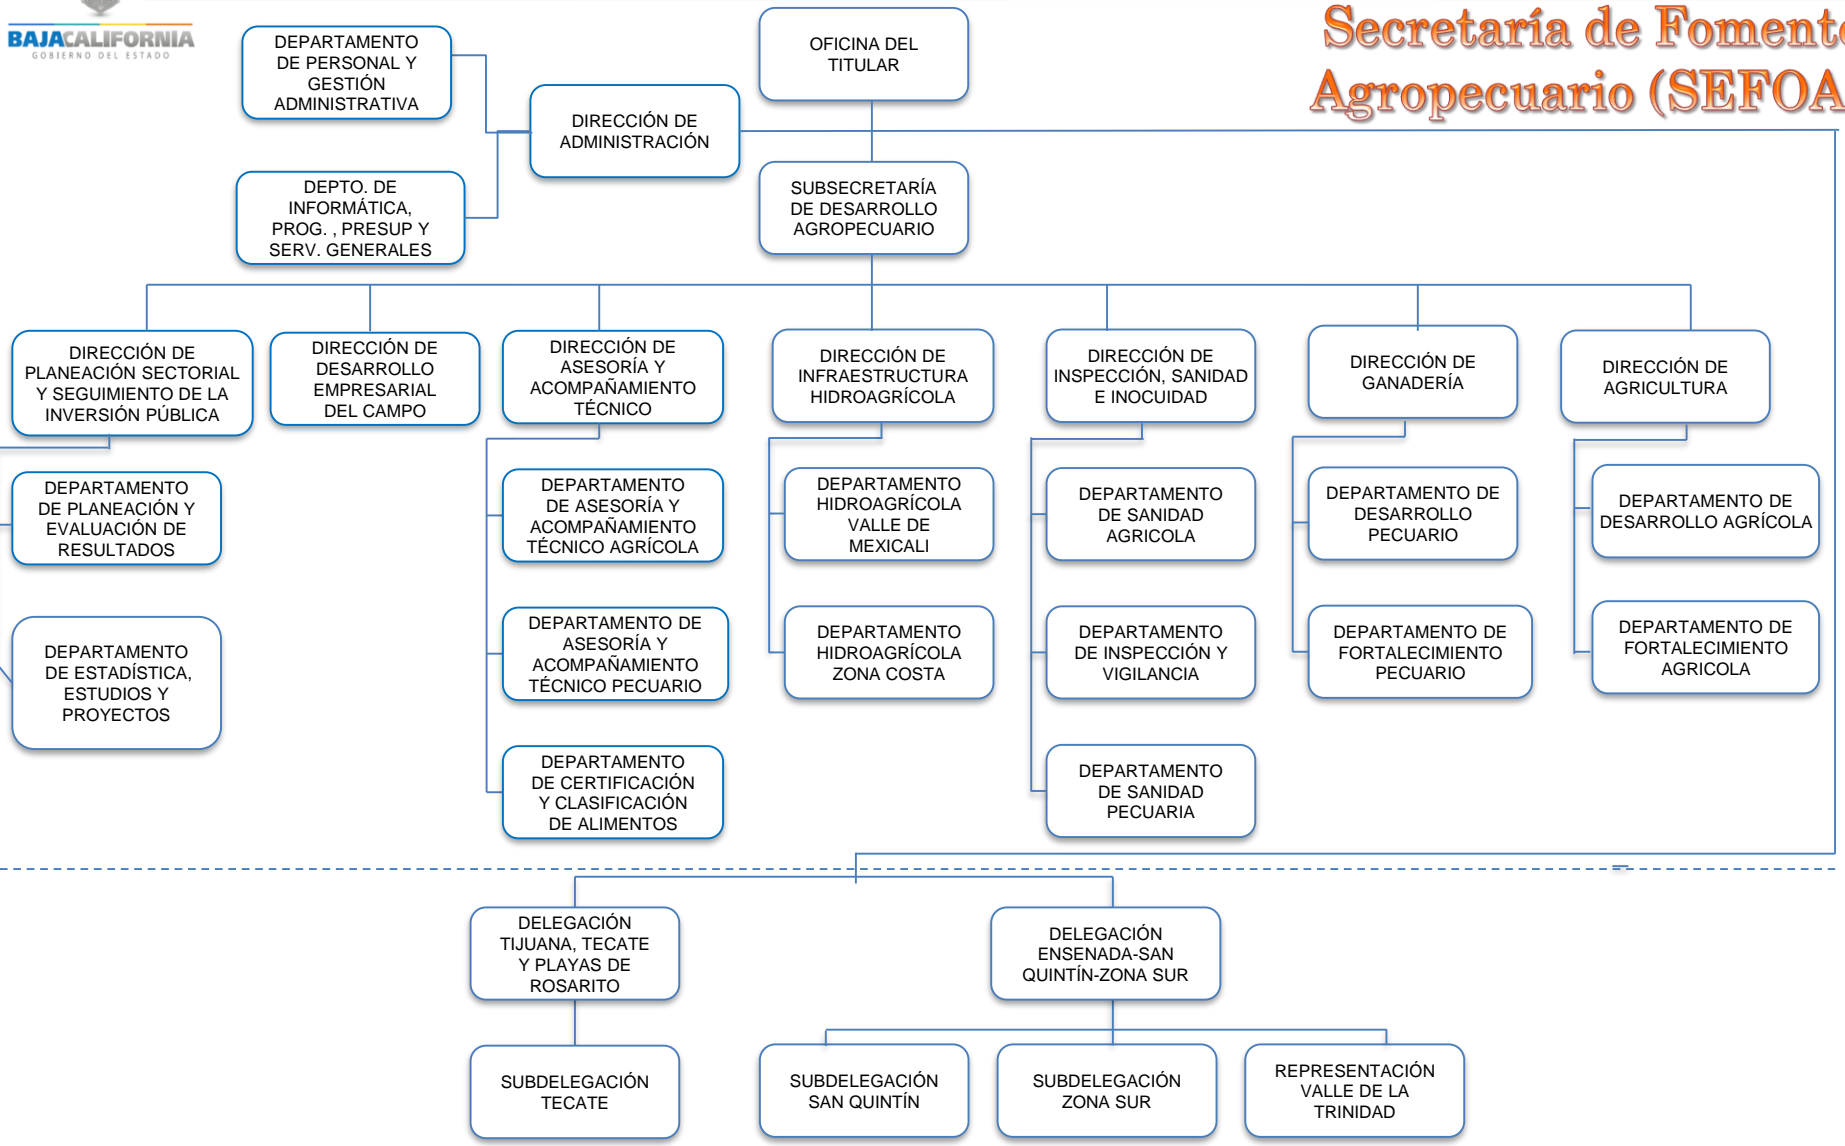 BAJACALIFORNIA
GOBIERNO DEL ESTADO
Secretaría de Fomento
Agropecuario (SEFOA
DEPARTAMENTO
DE PERSONAL Y
GESTIÓN
ADMINISTRATIVA
OFICINA DEL
TITULAR
DIRECCIÓN DE
ADMINISTRACIÓN
DEPTO. DE
INFORMÁTICA,
PROG. , PRESUP Y
SERV. GENERALES
SUBSECRETARÍA
DE DESARROLLO
AGROPECUARIO
DIRECCIÓN DE
PLANEACIÓN SECTORIAL
Y SEGUIMIENTO DE LA
INVERSIÓN PÚBLICA
DIRECCIÓN DE
DESARROLLO
EMPRESARIAL
DEL CAMPO
DIRECCIÓN DE
ASESORÍA Y
ACOMPAÑAMIENTO
TÉCNICO
DIRECCIÓN DE
INFRAESTRUCTURA
HIDROAGRÍCOLA
DIRECCIÓN DE
INSPECCIÓN, SANIDAD
E INOCUIDAD
DIRECCIÓN DE
GANADERÍA
DIRECCIÓN DE
AGRICULTURA
DEPARTAMENTO
DE PLANEACIÓN Y
EVALUACIÓN DE
RESULTADOS
DEPARTAMENTO
DE ASESORÍA Y
ACOMPAÑAMIENTO
TÉCNICO AGRÍCOLA
DEPARTAMENTO
HIDROAGRÍCOLA
VALLE DE
MEXICALI
DEPARTAMENTO
DE SANIDAD
AGRICOLA
DEPARTAMENTO DE
DESARROLLO
PECUARIO
DEPARTAMENTO DE
DESARROLLO AGRÍCOLA
DEPARTAMENTO
DE ESTADÍSTICA,
ESTUDIOS Y
PROYECTOS
DEPARTAMENTO DE
ASESORÍA Y
ACOMPAÑAMIENTO
TÉCNICO PECUARIO
DEPARTAMENTO
HIDROAGRÍCOLA
ZONA COSTA
DEPARTAMENTO
DE INSPECCIÓN Y
VIGILANCIA
DEPARTAMENTO DE
FORTALECIMIENTO
PECUARIO
DEPARTAMENTO DE
FORTALECIMIENTO
AGRICOLA
DEPARTAMENTO
DE CERTIFICACIÓN
Y CLASIFICACIÓN
DE ALIMENTOS
DEPARTAMENTO
DE SANIDAD
PECUARIA
DELEGACIÓN
TIJUANA, TECATE
Y PLAYAS DE
ROSARITO
DELEGACIÓN
ENSENADA-SAN
QUINTÍN-ZONA SUR
SUBDELEGACIÓN
TECATE
SUBDELEGACIÓN
SAN QUINTÍN
SUBDELEGACIÓN
ZONA SUR
REPRESENTACIÓN
VALLE DE LA
TRINIDAD